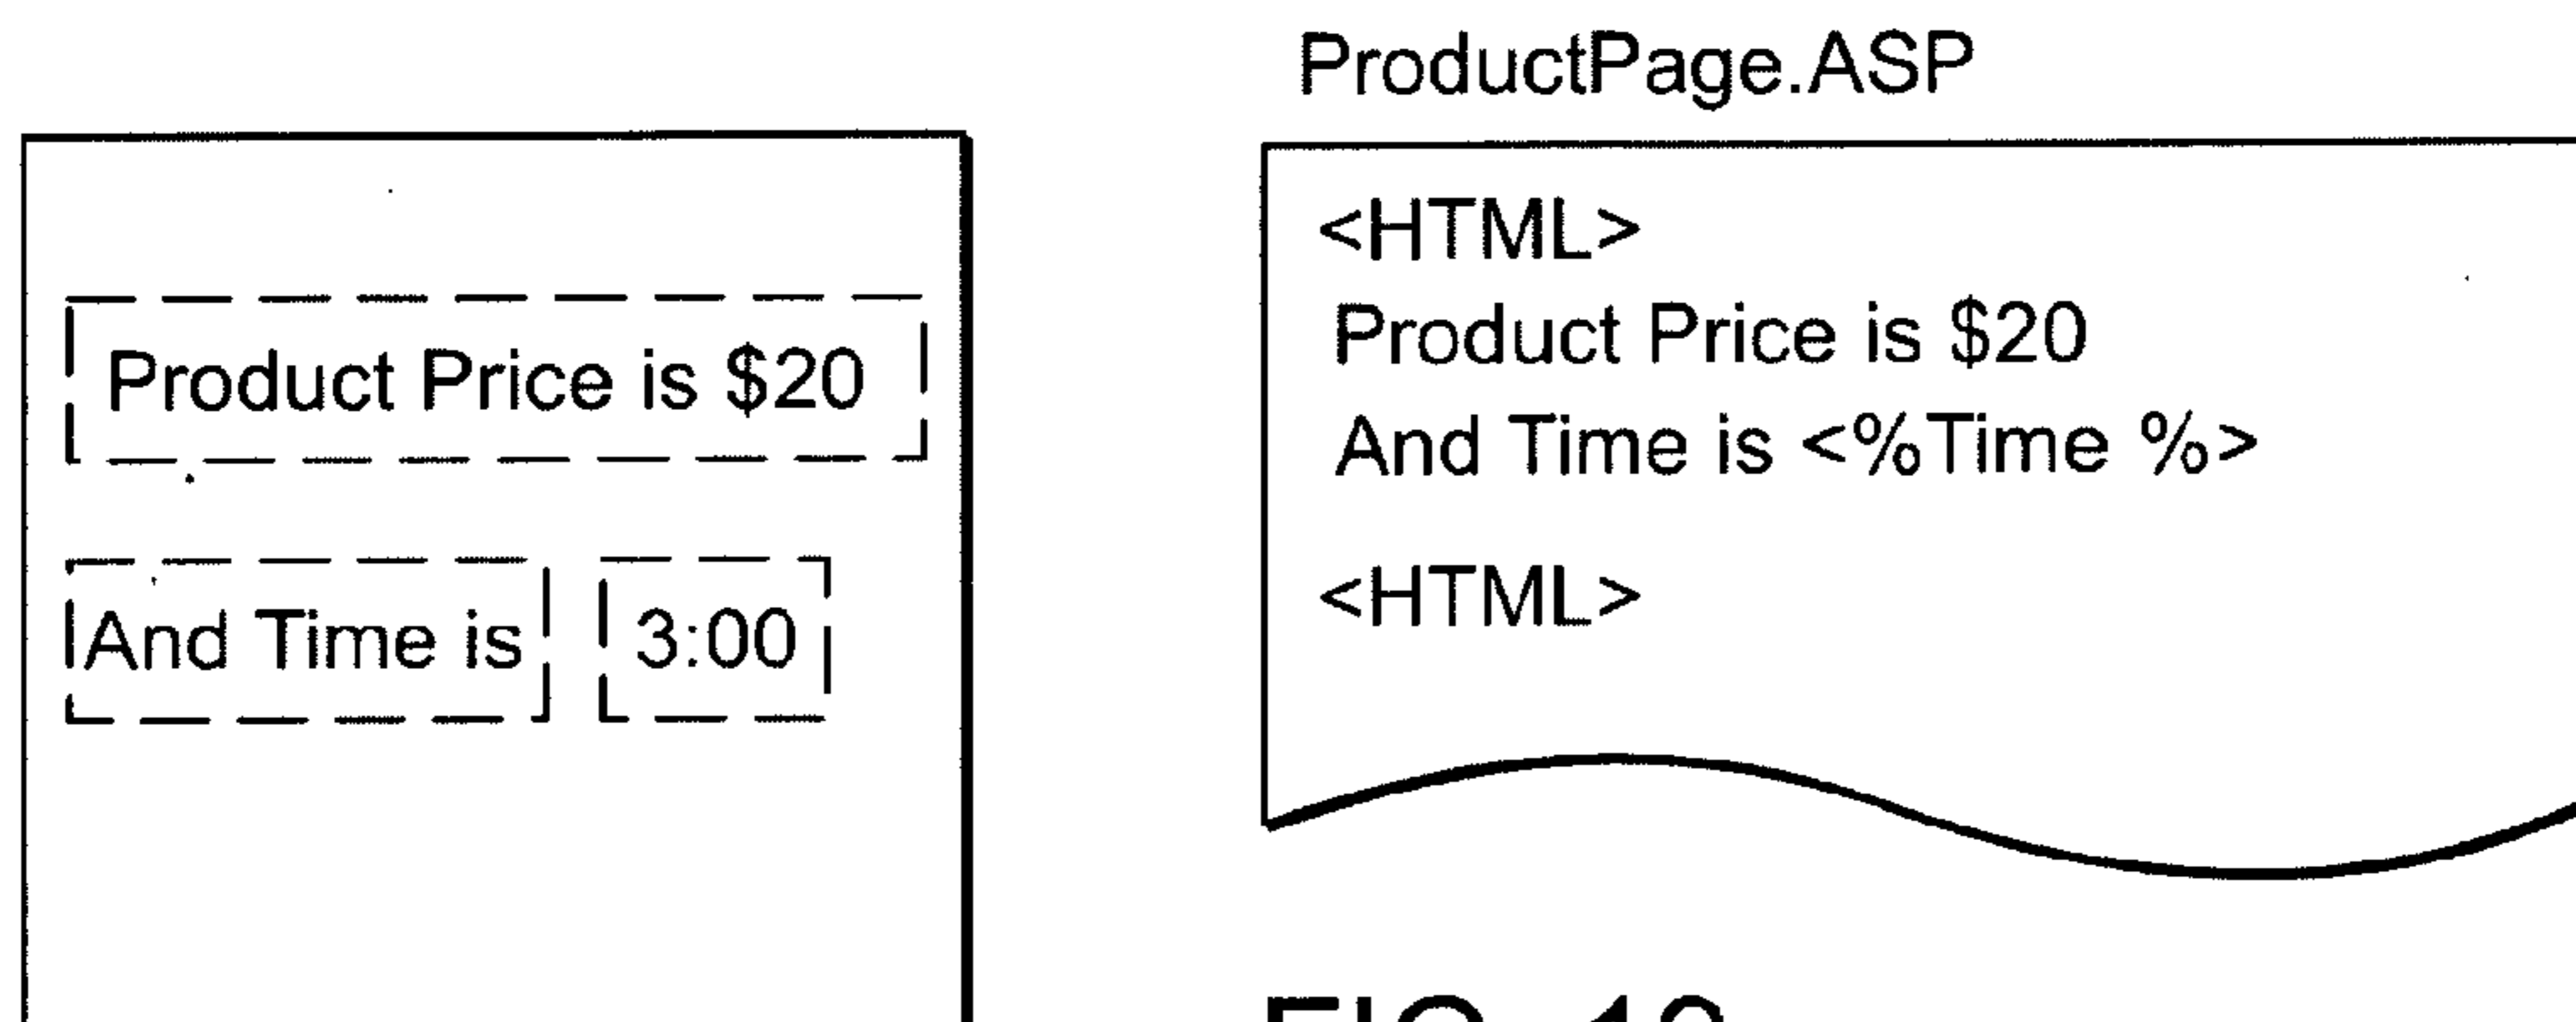 Product Price is $20
And Time is 3:00
ProductPage.ASP
<HTML>
Product Price is $20
And Time is <%Time %>
<HTML>